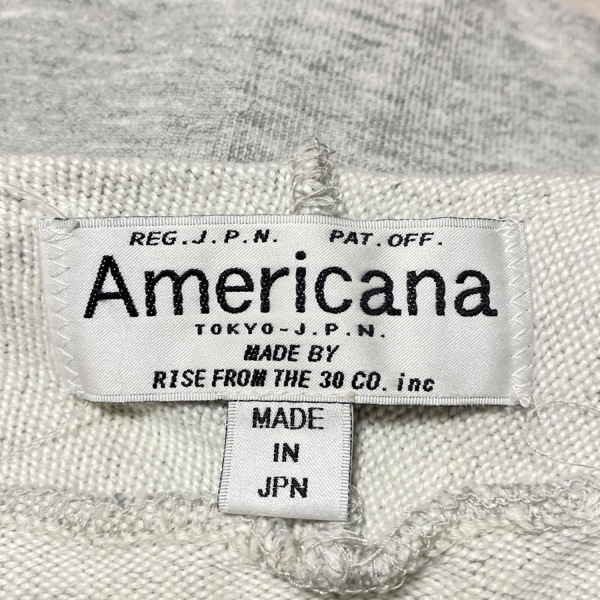 REG.J.P.N. PAT.OFF.
Americana
TOKYO-J.P.N.
MADE BY
RISE FROM THE 30 CO. inc
MADE
IN
JPN